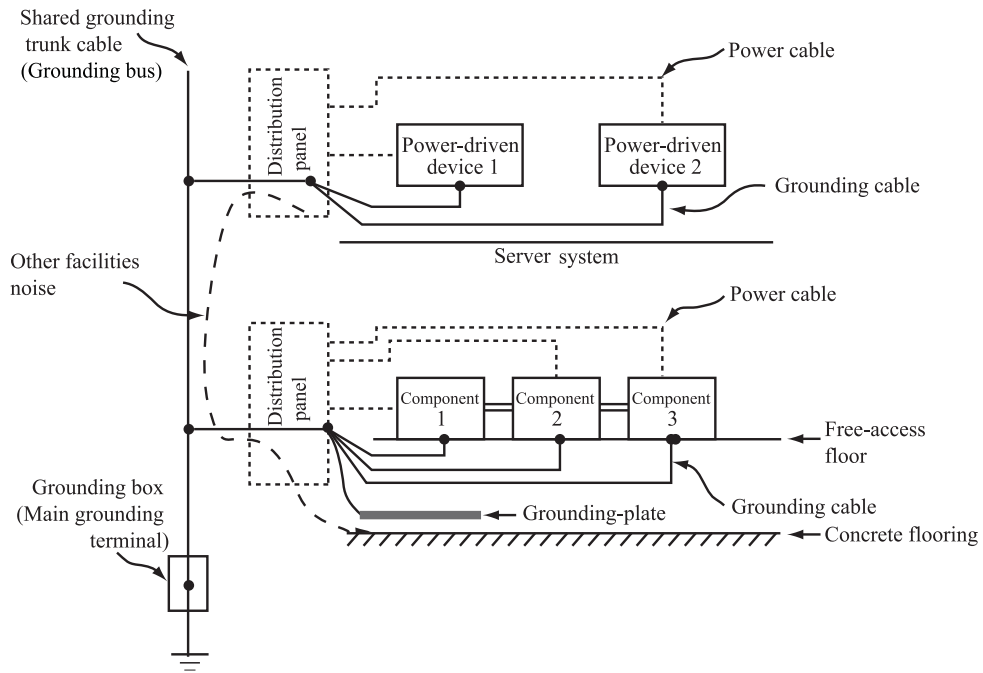 Shared grounding
trunk cable
(Grounding bus)
Distribution
panel
Power cable
Power-driven
device 1
Power-driven
device 2
Grounding cable
Server system
Other facilities
noise
Power cable
Distribution
panel
Component
1
Component
2
Component
3
Free-access
floor
Grounding cable
Grounding-plate
Concrete flooring
Grounding box
(Main grounding
terminal)